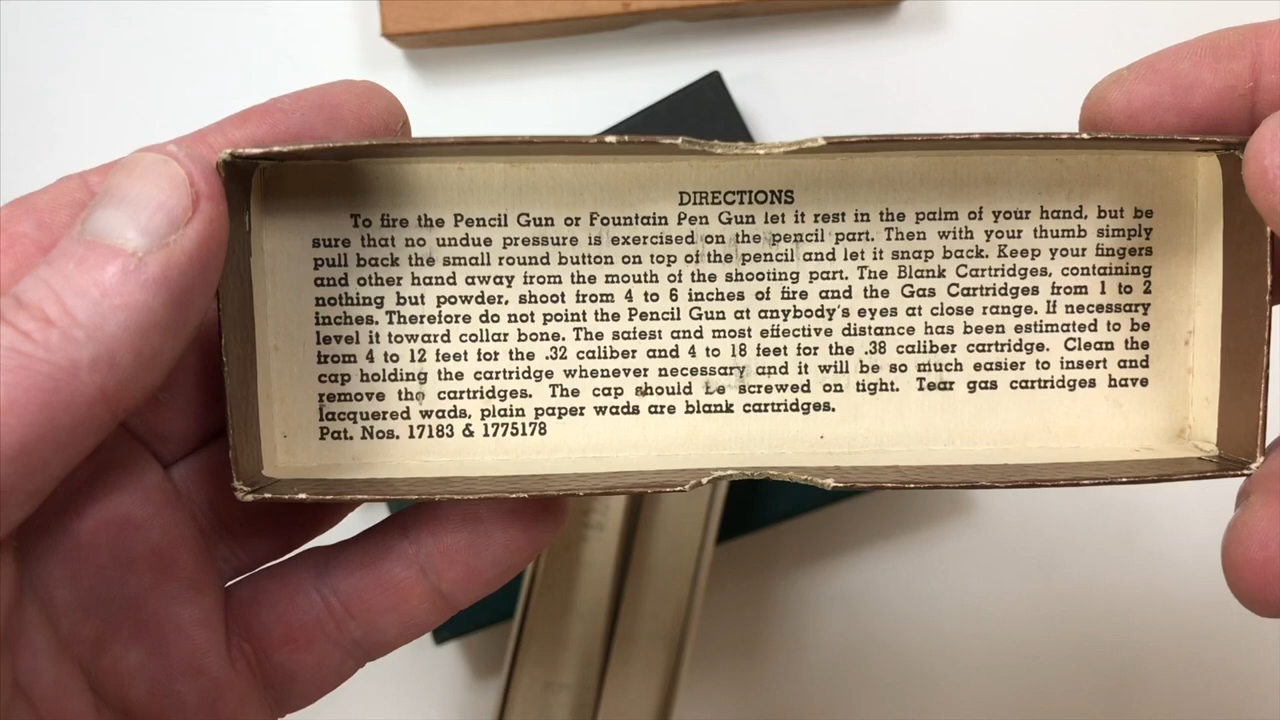 DIRECTIONS
To fire the Pencil Gun or Fountain Pen Gun let it rest in the palm of your hand, but be
sure that no undue pressure is exercised on the pencil part. Then with your thumb simply
pull back the small round button on top of the pencil and let it snap back. Keep your fingers
and other hand away from the mouth of the shooting part. The Blank Cartridges, containing
nothing but powder, shoot from 4 to 6 inches of fire and the Gas Cartridges from 1 to 2
inches. Therefore do not point the Pencil Gun at anybody's eyes at close range. If necessary
level it toward collar bone. The safest and most effective distance has been estimated to be
from 4 to 12 feet for the .32 caliber and 4 to 18 feet for the .38 caliber cartridge. Clean the
cap holding the cartridge whenever necessary and it will be so much easier to insert and
remove the cartridges. The cap should be screwed on tight. Tear gas cartridges have
lacquered wads, plain paper wads are blank cartridges.
Pat. Nos. 17183 & 1775178